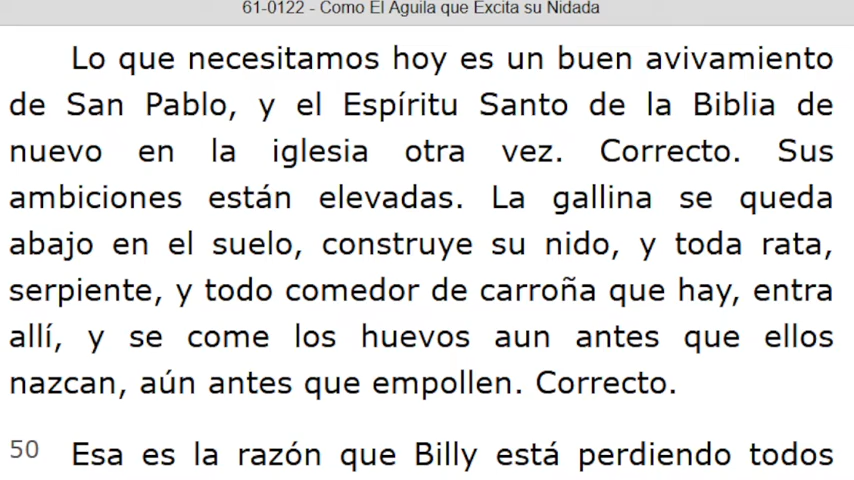 61-0122 - Como El Aguila que Excita su Nidada
Lo que necesitamos hoy es un buen avivamiento
de San Pablo, y el Espíritu Santo de la Biblia de
nuevo en la iglesia otra vez. Correcto. Sus
ambiciones están elevadas. La gallina se queda
abajo en el suelo, construye su nido, y toda rata,
serpiente, y todo comedor de carroña que hay, entra
allí, y se come los huevos aun antes que ellos
nazcan, aún antes que empollen. Correcto.
50 Esa es la razón que Billy está perdiendo todos